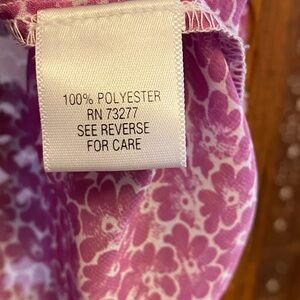 100% POLYESTER
RN 73277
SEE REVERSE
FOR CARE